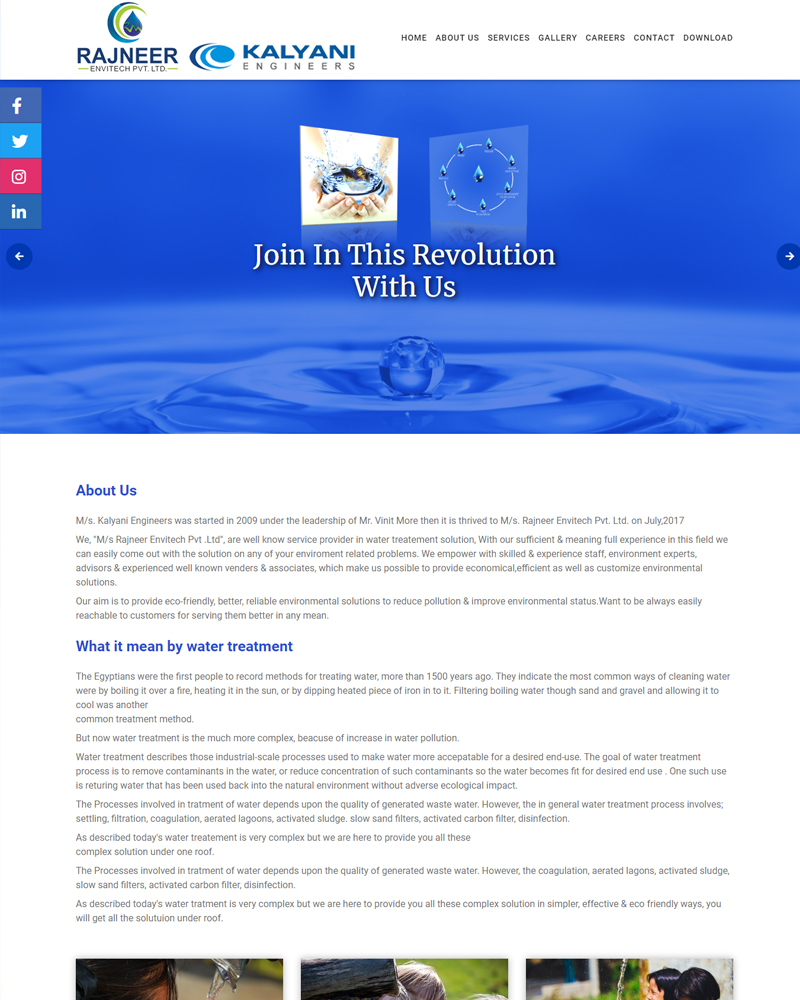 RAJNEER
ENVITECH PVT. LTD.
KALYANI
ENGINEERS
HOME ABOUT US SERVICES GALLERY CAREERS CONTACT DOWNLOAD
Join In This Revolution
With Us
About Us
M/s. Kalyani Engineers was started in 2009 under the leadership of Mr. Vinit More then it is thrived to M/s. Rajneer Envitech Pvt. Ltd. on July,2017
We, "M/s Rajneer Envitech Pvt .Ltd", are well know service provider in water treatement solution, With our sufficient & meaning full experience in this field we
can easily come out with the solution on any of your enviroment related problems. We empower with skilled & experience staff, environment experts,
advisors & experienced well known venders & associates, which make us possible to provide economical,efficient as well as customize environmental
solutions.
Our aim is to provide eco-friendly, better, reliable environmental solutions to reduce pollution & improve environmental status.Want to be always easily
reachable to customers for serving them better in any mean.
What it mean by water treatment
The Egyptians were the first people to record methods for treating water, more than 1500 years ago. They indicate the most common ways of cleaning water
were by boiling it over a fire, heating it in the sun, or by dipping heated piece of iron in to it. Filtering boiling water though sand and gravel and allowing it to
cool was another
common treatment method.
But now water treatment is the much more complex, beacuse of increase in water pollution.
Water treatment describes those industrial-scale processes used to make water more accepatable for a desired end-use. The goal of water treatment
process is to remove contaminants in the water, or reduce concentration of such contaminants so the water becomes fit for desired end use . One such use
is returing water that has been used back into the natural environment without adverse ecological impact.
The Processes involved in tratment of water depends upon the quality of generated waste water. However, the in general water treatment process involves;
settling, filtration, coagulation, aerated lagoons, activated sludge. slow sand filters, activated carbon filter, disinfection.
As described today's water treatement is very complex but we are here to provide you all these
complex solution under one roof.
The Processes involved in tratment of water depends upon the quality of generated waste water. However, the coagulation, aerated lagons, activated sludge,
slow sand filters, activated carbon filter, disinfection.
As described today's water tratment is very complex but we are here to provide you all these complex solution in simpler, effective & eco friendly ways, you
will get all the solutuion under roof.